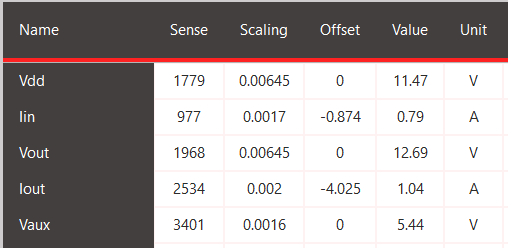 Name Sense Scaling Offset Value Unit
Vdd 1779 0.00645 0 11.47 V
Iin 977 0.0017 -0.874 0.79 A
Vout 1968 0.00645 0 12.69 V
Iout 2534 0.002 -4.025 1.04 A
Vaux 3401 0.0016 0 5.44 V